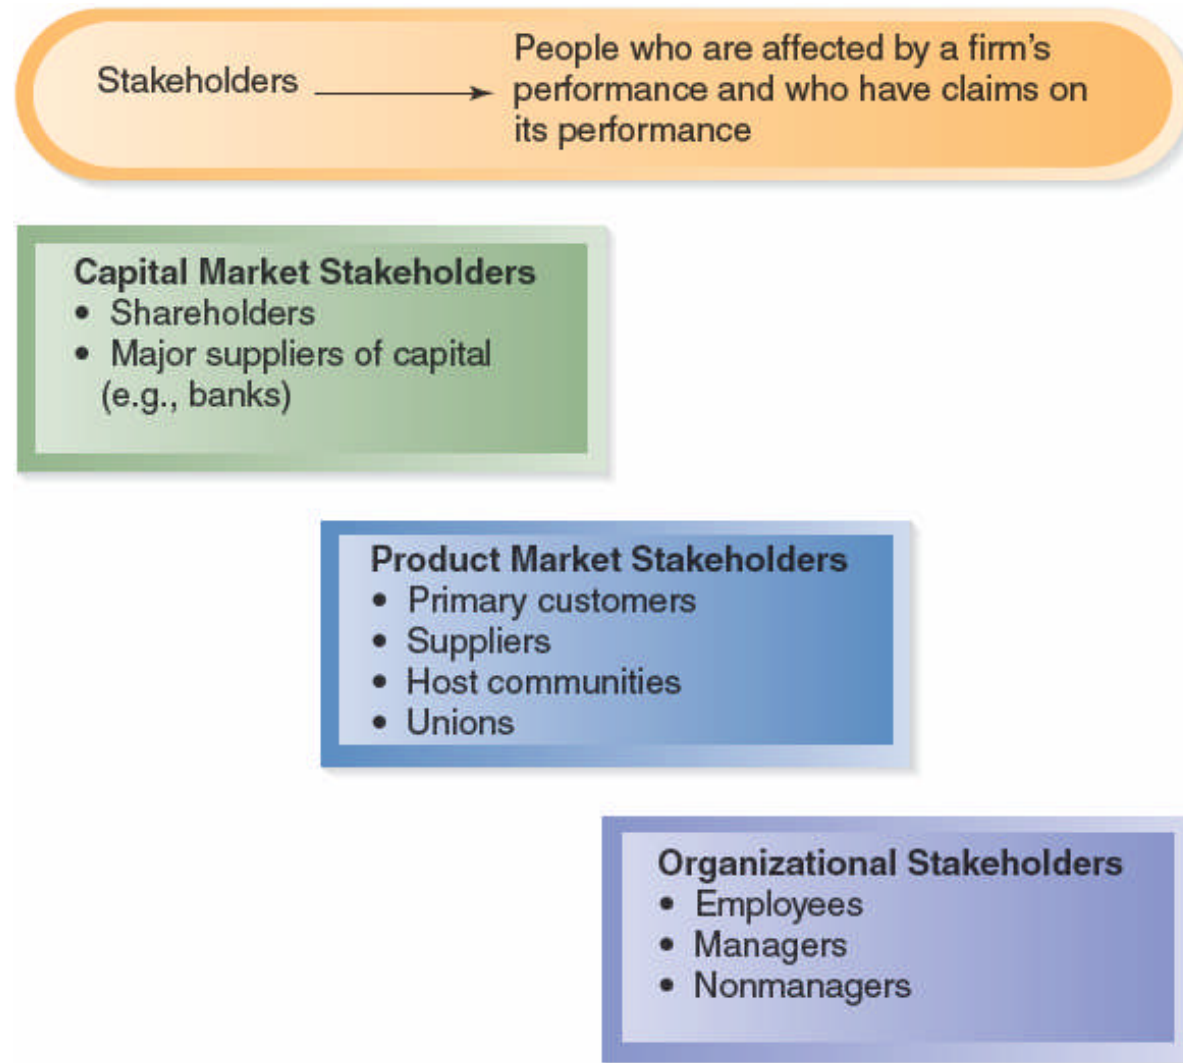 Stakeholders
People who are affected by a firm's
performance and who have claims on
its performance
Capital Market Stakeholders
• Shareholders
• Major suppliers of capital
(e.g., banks)
Product Market Stakeholders
• Primary customers
• Suppliers
• Host communities
• Unions
Organizational Stakeholders
• Employees
• Managers
• Nonmanagers